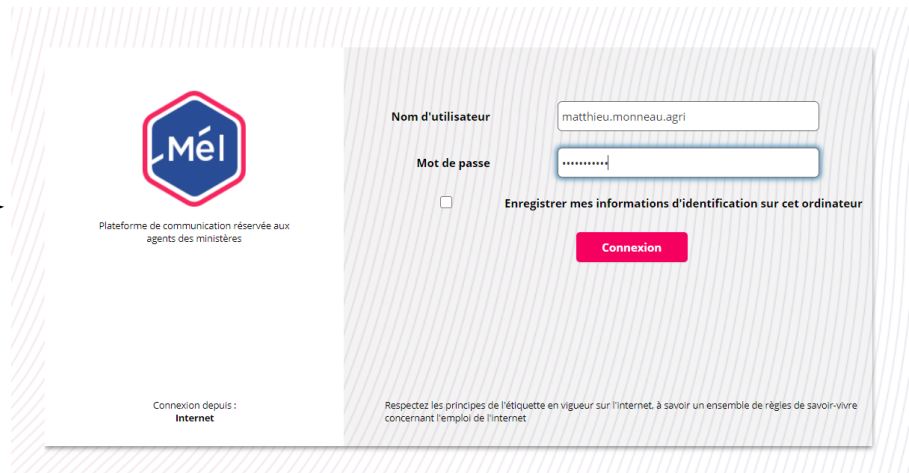 Mél
Plateforme de communication réservée aux
agents des ministères
Connexion depuis :
Internet
Nom d'utilisateur
matthieu.monneau.agri
Mot de passe
•••••••••••
Enregistrer mes informations d'identification sur cet ordinateur
Connexion
Respectez les principes de l'étiquette en vigueur sur l'internet, à savoir un ensemble de règles de savoir-vivre
concernant l'emploi de l'internet